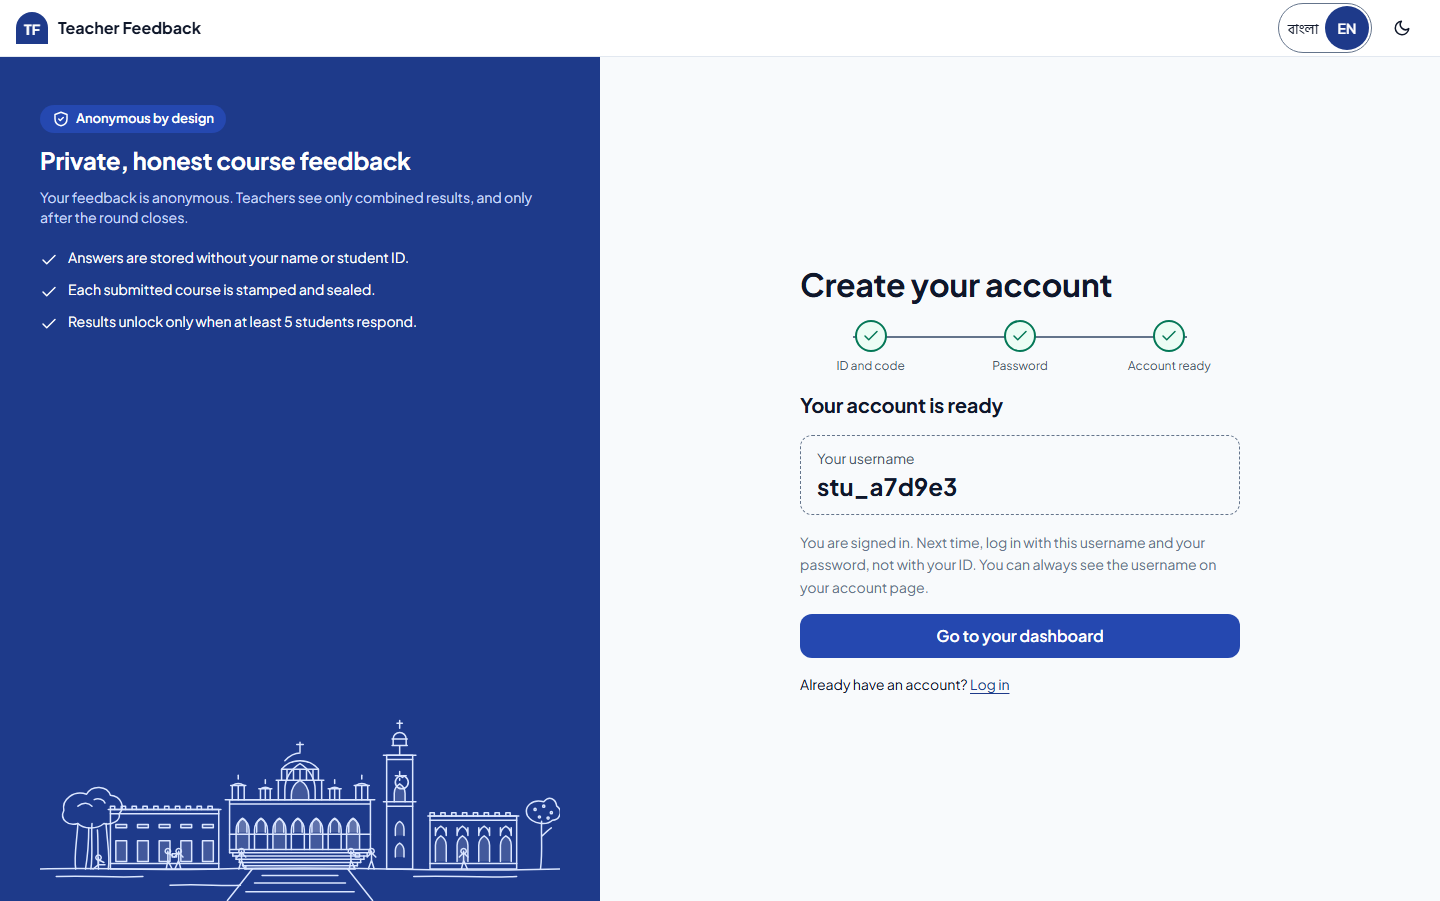 TF Teacher Feedback
বাংলা EN
Anonymous by design
Private, honest course feedback
Your feedback is anonymous. Teachers see only combined results, and only
after the round closes.
Answers are stored without your name or student ID.
Each submitted course is stamped and sealed.
Results unlock only when at least 5 students respond.
Create your account
ID and code Password Account ready
Your account is ready
Your username
stu_a7d9e3
You are signed in. Next time, log in with this username and your
password, not with your ID. You can always see the username on
your account page.
Go to your dashboard
Already have an account? Log in